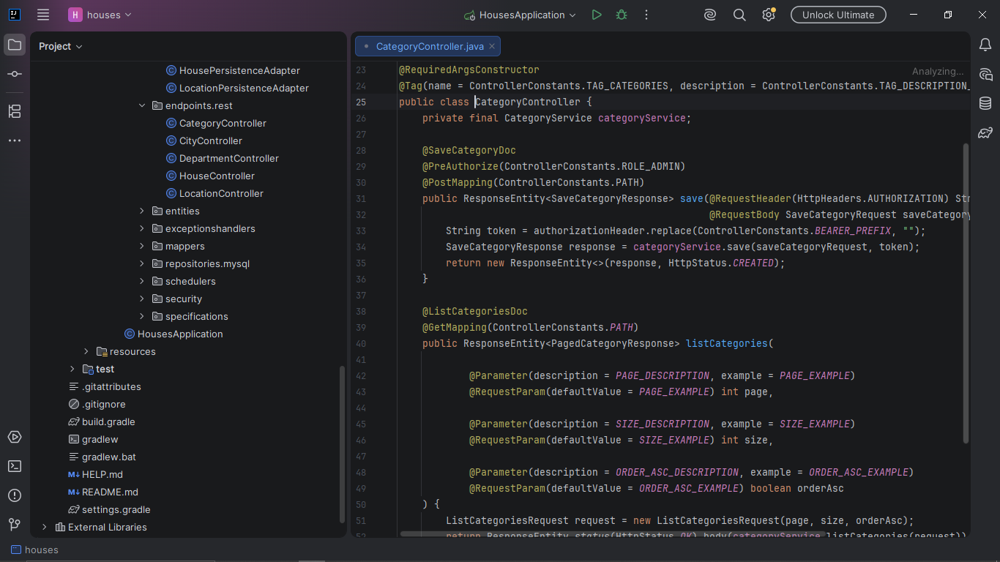 H houses
HousesApplication
Unlock Ultimate
Project
CategoryController.java
HousePersistenceAdapter
LocationPersistenceAdapter
endpoints.rest
CategoryController
CityController
DepartmentController
HouseController
LocationController
entities
exceptionshandlers
mappers
repositories.mysql
schedulers
security
specifications
HousesApplication
resources
test
.gitattributes
.gitignore
build.gradle
gradlew
gradlew.bat
HELP.md
README.md
settings.gradle
External Libraries
Analyzing...
23 @RequiredArgsConstructor
24 @Tag(name = ControllerConstants.TAG_CATEGORIES, description = ControllerConstants.TAG_DESCRIPTION_
25 public class CategoryController {
26 private final CategoryService categoryService;
27
28 @SaveCategoryDoc
29 @PreAuthorize(ControllerConstants.ROLE_ADMIN)
30 @PostMapping(ControllerConstants.PATH)
31 public ResponseEntity<SaveCategoryResponse> save(@RequestHeader(HttpHeaders.AUTHORIZATION) Str
32 @RequestBody SaveCategoryRequest saveCategory
33 String token = authorizationHeader.replace(ControllerConstants.BEARER_PREFIX, "");
34 SaveCategoryResponse response = categoryService.save(saveCategoryRequest, token);
35 return new ResponseEntity<>(response, HttpStatus.CREATED);
36 }
37
38 @ListCategoriesDoc
39 @GetMapping(ControllerConstants.PATH)
40 public ResponseEntity<PagedCategoryResponse> listCategories(
41
42 @Parameter(description = PAGE_DESCRIPTION, example = PAGE_EXAMPLE)
43 @RequestParam(defaultValue = PAGE_EXAMPLE) int page,
44
45 @Parameter(description = SIZE_DESCRIPTION, example = SIZE_EXAMPLE)
46 @RequestParam(defaultValue = SIZE_EXAMPLE) int size,
47
48 @Parameter(description = ORDER_ASC_DESCRIPTION, example = ORDER_ASC_EXAMPLE)
49 @RequestParam(defaultValue = ORDER_ASC_EXAMPLE) boolean orderAsc
50 ) {
51 ListCategoriesRequest request = new ListCategoriesRequest(page, size, orderAsc);
52 return ResponseEntity.status(HttpStatus.OK).body(categoryService.listCategories(request))
houses